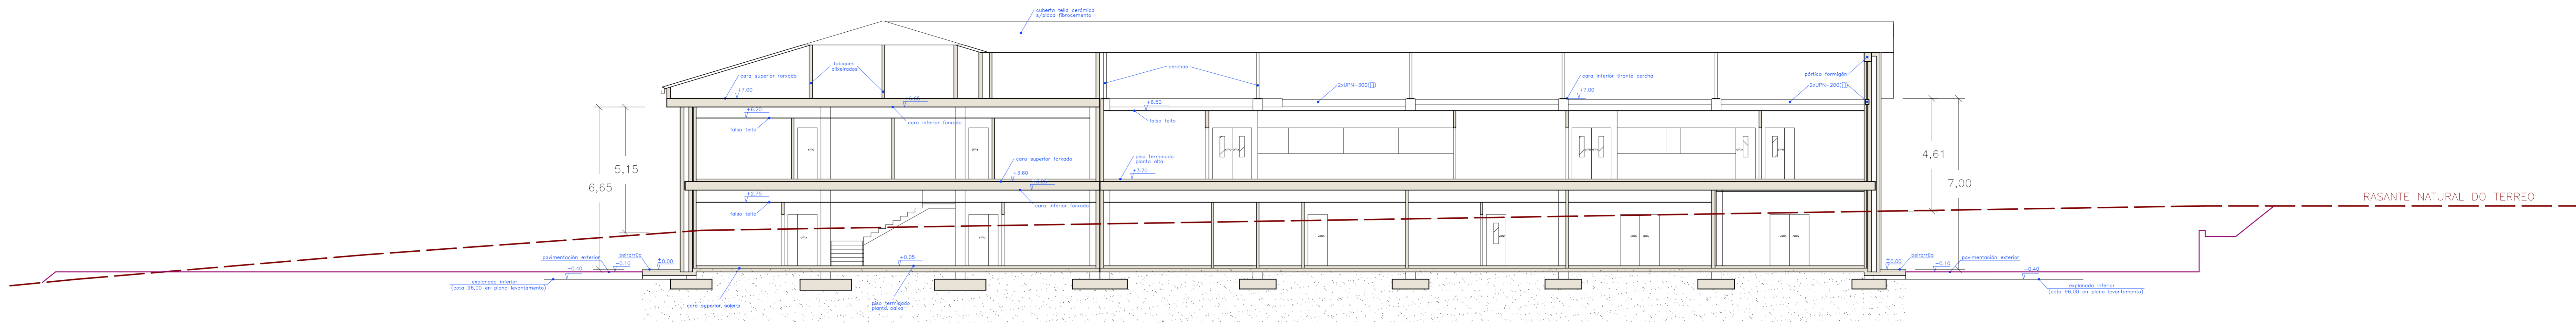 cuberta tella cerámica
s/placa fibrocemento
tabiques
aliveirados
cara superior forxado
cerchas
cara inferior tirante cercha
pórtico formigón
2xUPN-300([])
2xUPN-200([])
+7.00
+6.50
+7.00
+6.20
cara inferior forxado
falso teito
falso teito
5,15
6,65
4,61
7,00
cara superior forxado
piso terminado
planta alta
+3.60
+3.70
+2.75
cara inferior forxado
falso teito
RASANTE NATURAL DO TERREO
pavimentación exterior
beirarrúa
±0.00
-0.10
-0.40
+0.05
explanada inferior
(cota 96,00 en plano levantamento)
cara superior soleira
piso terminado
planta baixa
±0.00
beirarrúa
-0.10
pavimentación exterior
-0.40
explanada inferior
(cota 96,00 en plano levantamento)